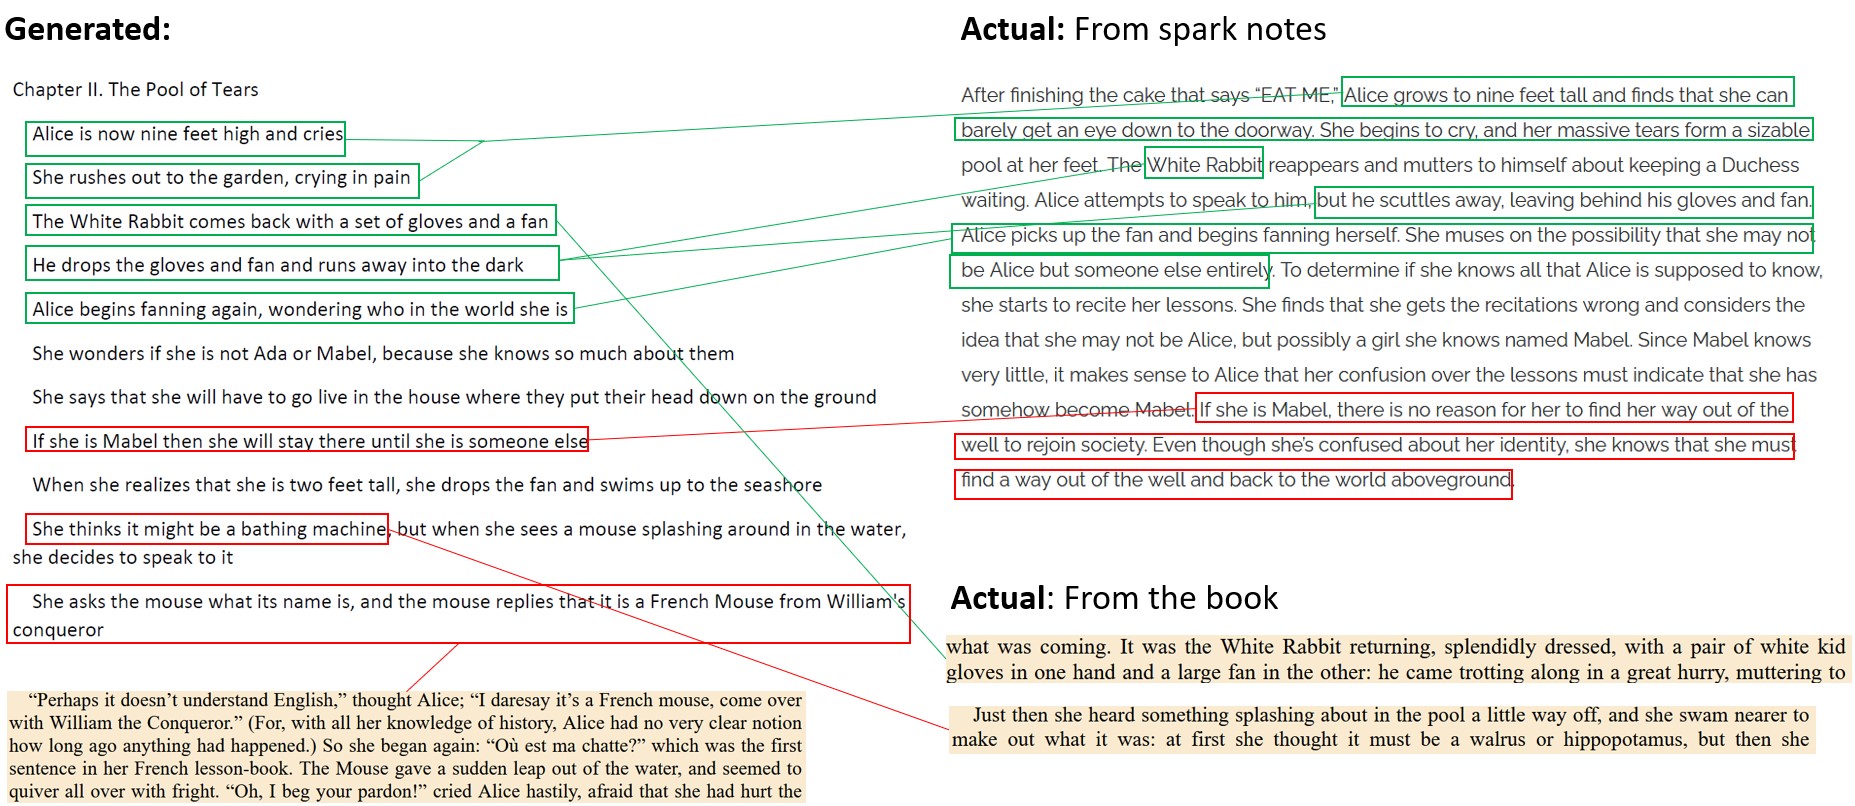 Generated:
Chapter II. The Pool of Tears
Alice is now nine feet high and cries
She rushes out to the garden, crying in pain
The White Rabbit comes back with a set of gloves and a fan
He drops the gloves and fan and runs away into the dark
Alice begins fanning again, wondering who in the world she is
She wonders if she is not Ada or Mabel, because she knows so much about them
She says that she will have to go live in the house where they put their head down on the ground
If she is Mabel then she will stay there until she is someone else
When she realizes that she is two feet tall, she drops the fan and swims up to the seashore
She thinks it might be a bathing machine, but when she sees a mouse splashing around in the water,
she decides to speak to it
She asks the mouse what its name is, and the mouse replies that it is a French Mouse from William's
conqueror
“Perhaps it doesn’t understand English,” thought Alice; “I daresay it’s a French mouse, come over
with William the Conqueror.” (For, with all her knowledge of history, Alice had no very clear notion
how long ago anything had happened.) So she began again: “Où est ma chatte?” which was the first
sentence in her French lesson-book. The Mouse gave a sudden leap out of the water, and seemed to
quiver all over with fright. “Oh, I beg your pardon!” cried Alice hastily, afraid that she had hurt the
Actual: From spark notes
After finishing the cake that says “EAT ME,” Alice grows to nine feet tall and finds that she can
barely get an eye down to the doorway. She begins to cry, and her massive tears form a sizable
pool at her feet. The White Rabbit reappears and mutters to himself about keeping a Duchess
waiting. Alice attempts to speak to him, but he scuttles away, leaving behind his gloves and fan.
Alice picks up the fan and begins fanning herself. She muses on the possibility that she may not
be Alice but someone else entirely. To determine if she knows all that Alice is supposed to know,
she starts to recite her lessons. She finds that she gets the recitations wrong and considers the
idea that she may not be Alice, but possibly a girl she knows named Mabel. Since Mabel knows
very little, it makes sense to Alice that her confusion over the lessons must indicate that she has
somehow become Mabel. If she is Mabel, there is no reason for her to find her way out of the
well to rejoin society. Even though she’s confused about her identity, she knows that she must
find a way out of the well and back to the world aboveground.
Actual: From the book
what was coming. It was the White Rabbit returning, splendidly dressed, with a pair of white kid
gloves in one hand and a large fan in the other: he came trotting along in a great hurry, muttering to
Just then she heard something splashing about in the pool a little way off, and she swam nearer to
make out what it was: at first she thought it must be a walrus or hippopotamus, but then she